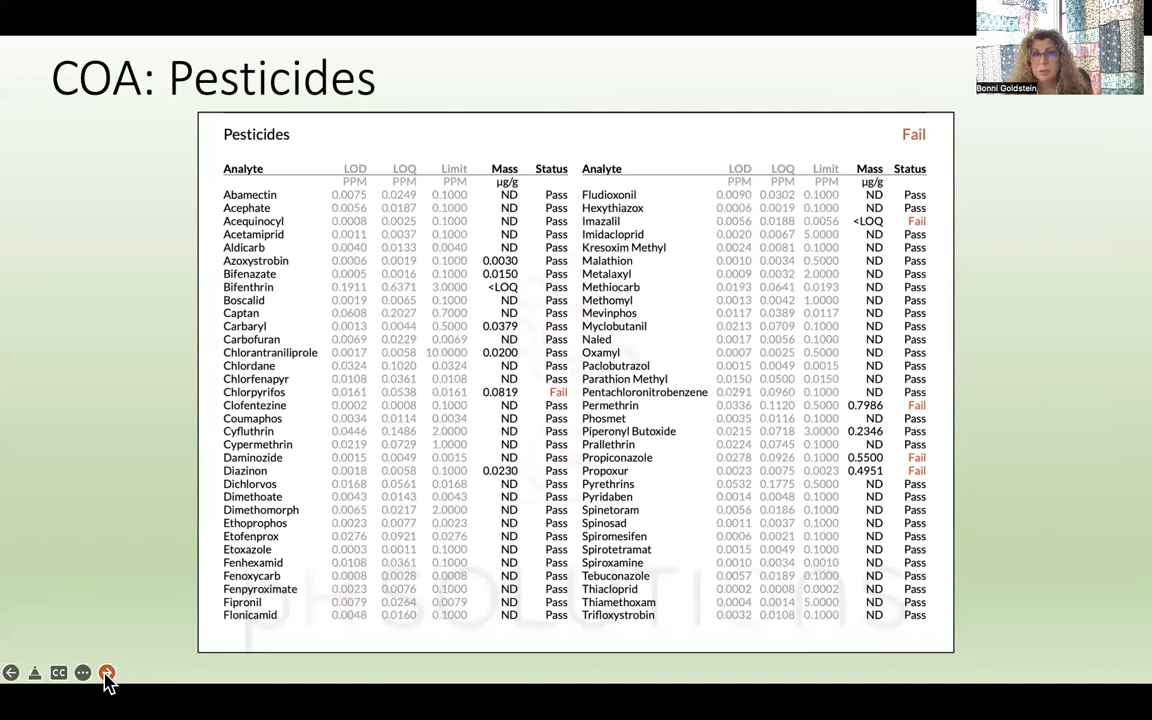 COA: Pesticides
Bonni Goldstein
Pesticides Fail
Analyte LOD LOQ Limit Mass Status Analyte LOD LOQ Limit Mass Status
PPM PPM PPM µg/g PPM PPM PPM µg/g
Abamectin 0.0075 0.0249 0.1000 ND Pass Fludioxonil 0.0090 0.0302 0.1000 ND Pass
Acephate 0.0056 0.0187 0.1000 ND Pass Hexythiazox 0.0006 0.0019 0.1000 ND Pass
Acequinocyl 0.0008 0.0025 0.1000 ND Pass Imazalil 0.0056 0.0188 0.0056 <LOQ Fail
Acetamiprid 0.0011 0.0037 0.1000 ND Pass Imidacloprid 0.0020 0.0067 5.0000 ND Pass
Aldicarb 0.0040 0.0133 0.0040 ND Pass Kresoxim Methyl 0.0024 0.0081 0.1000 ND Pass
Azoxystrobin 0.0006 0.0019 0.1000 0.0030 Pass Malathion 0.0010 0.0034 0.5000 ND Pass
Bifenazate 0.0005 0.0016 0.1000 0.0150 Pass Metalaxyl 0.0009 0.0032 2.0000 ND Pass
Bifenthrin 0.1911 0.6371 3.0000 <LOQ Pass Methiocarb 0.0193 0.0641 0.0193 ND Pass
Boscalid 0.0019 0.0065 0.1000 ND Pass Methomyl 0.0013 0.0042 1.0000 ND Pass
Captan 0.0608 0.2027 0.7000 ND Pass Mevinphos 0.0117 0.0389 0.0117 ND Pass
Carbaryl 0.0013 0.0044 0.5000 0.0379 Pass Myclobutanil 0.0213 0.0709 0.1000 ND Pass
Carbofuran 0.0069 0.0229 0.0069 ND Pass Naled 0.0017 0.0056 0.1000 ND Pass
Chlorantraniliprole 0.0017 0.0058 10.0000 0.0200 Pass Oxamyl 0.0007 0.0025 0.5000 ND Pass
Chlordane 0.0324 0.1020 0.0324 ND Pass Paclobutrazol 0.0015 0.0049 0.0015 ND Pass
Chlorfenapyr 0.0108 0.0361 0.0108 ND Pass Parathion Methyl 0.0150 0.0500 0.0150 ND Pass
Chlorpyrifos 0.0161 0.0538 0.0161 0.0819 Fail Pentachloronitrobenzene 0.0291 0.0960 0.1000 ND Pass
Clofentezine 0.0002 0.0008 0.1000 ND Pass Permethrin 0.0336 0.1120 0.5000 0.7986 Fail
Coumaphos 0.0034 0.0114 0.0034 ND Pass Phosmet 0.0035 0.0116 0.1000 ND Pass
Cyfluthrin 0.0446 0.1486 2.0000 ND Pass Piperonyl Butoxide 0.0215 0.0718 3.0000 0.2346 Pass
Cypermethrin 0.0219 0.0729 1.0000 ND Pass Prallethrin 0.0224 0.0745 0.1000 ND Pass
Daminozide 0.0015 0.0049 0.0015 ND Pass Propiconazole 0.0278 0.0926 0.1000 0.5500 Fail
Diazinon 0.0018 0.0058 0.1000 0.0230 Pass Propoxur 0.0023 0.0075 0.0023 0.4951 Fail
Dichlorvos 0.0168 0.0561 0.0168 ND Pass Pyrethrins 0.0532 0.1775 0.5000 ND Pass
Dimethoate 0.0043 0.0143 0.0043 ND Pass Pyridaben 0.0014 0.0048 0.1000 ND Pass
Dimethomorph 0.0065 0.0217 2.0000 ND Pass Spinetoram 0.0056 0.0186 0.1000 ND Pass
Ethoprophos 0.0023 0.0077 0.0023 ND Pass Spinosad 0.0011 0.0037 0.1000 ND Pass
Etofenprox 0.0276 0.0921 0.0276 ND Pass Spiromesifen 0.0006 0.0021 0.1000 ND Pass
Etoxazole 0.0003 0.0011 0.1000 ND Pass Spirotetramat 0.0015 0.0049 0.1000 ND Pass
Fenhexamid 0.0108 0.0361 0.1000 ND Pass Spiroxamine 0.0010 0.0034 0.0010 ND Pass
Fenoxycarb 0.0008 0.0028 0.0008 ND Pass Tebuconazole 0.0057 0.0189 0.1000 ND Pass
Fenpyroximate 0.0023 0.0076 0.1000 ND Pass Thiacloprid 0.0002 0.0008 0.0002 ND Pass
Fipronil 0.0079 0.0264 0.0079 ND Pass Thiamethoxam 0.0004 0.0014 5.0000 ND Pass
Flonicamid 0.0048 0.0160 0.1000 ND Pass Trifloxystrobin 0.0032 0.0108 0.1000 ND Pass
pH SOLUTIONS
CC